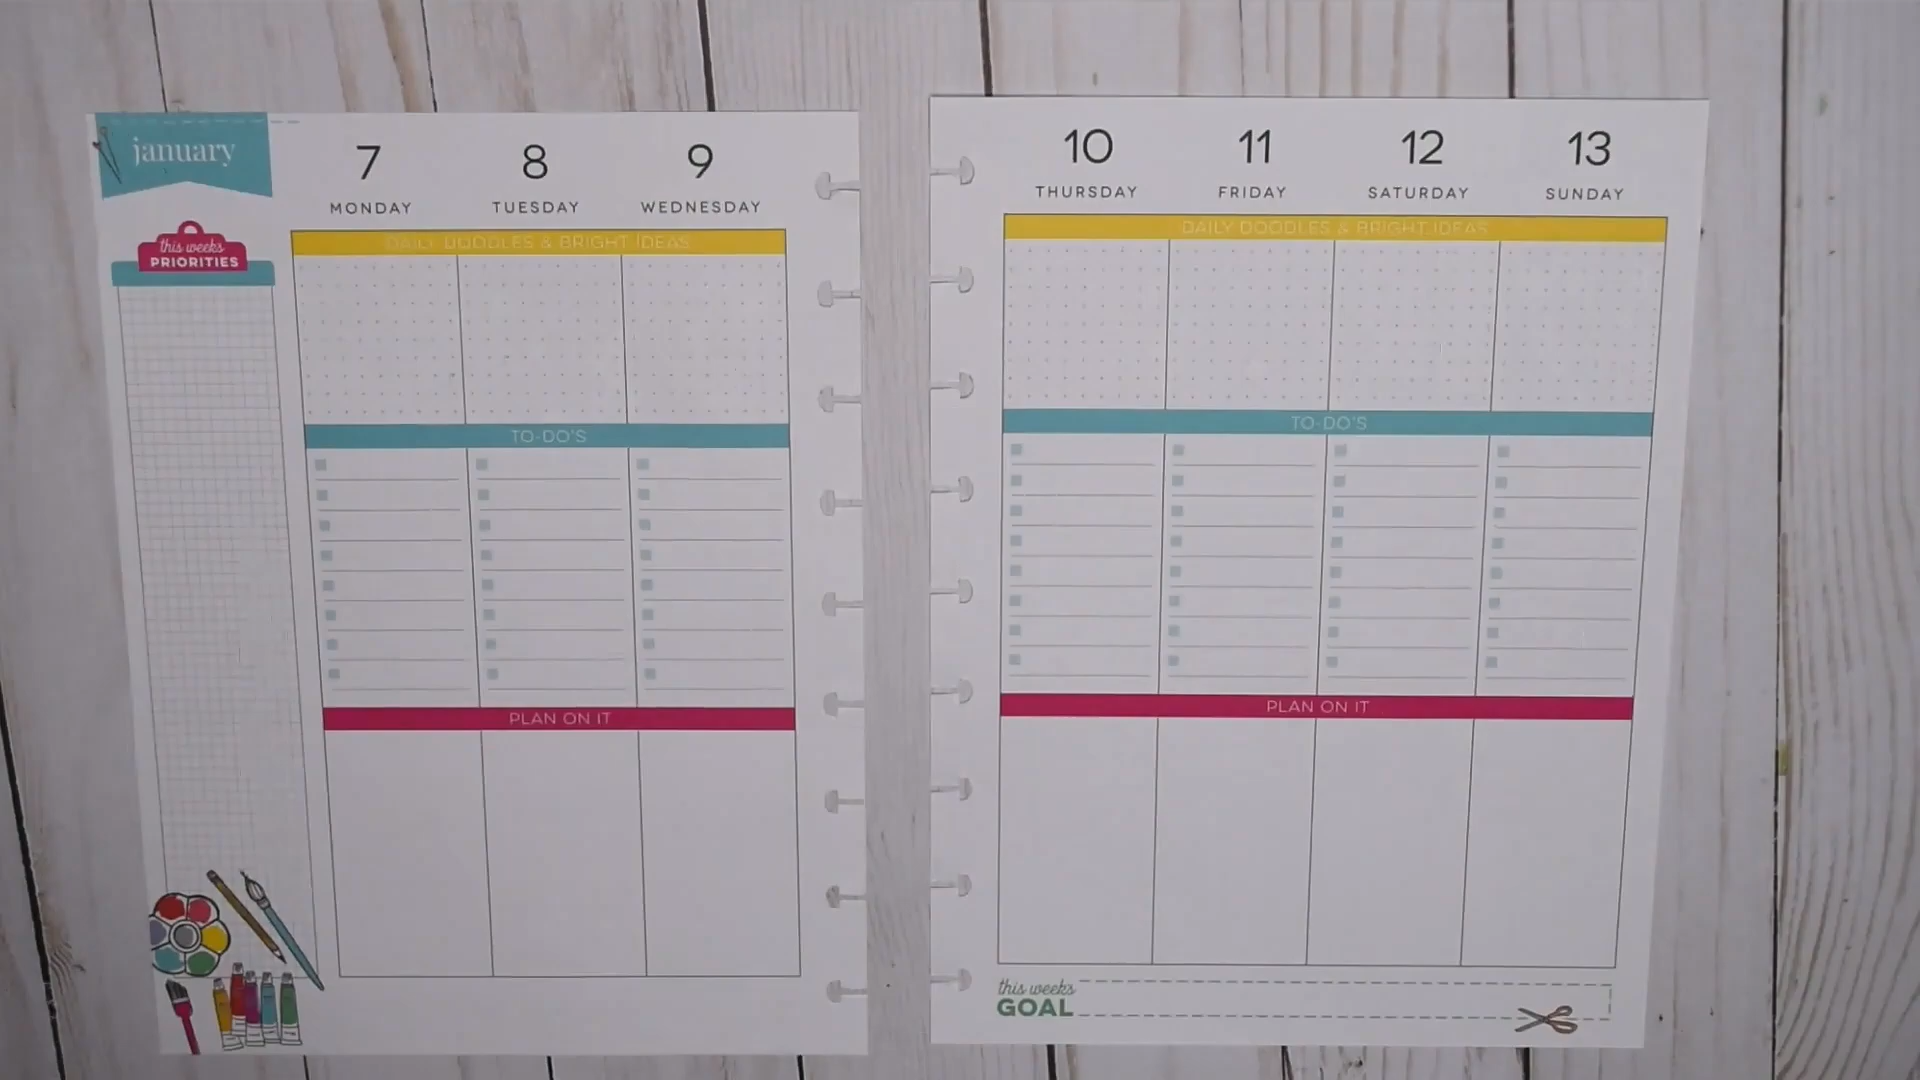 january
7 8 9
MONDAY TUESDAY WEDNESDAY
this weeks
PRIORITIES
DAILY DOODLES & BRIGHT IDEAS
TO-DO'S
PLAN ON IT
10 11 12 13
THURSDAY FRIDAY SATURDAY SUNDAY
DAILY DOODLES & BRIGHT IDEAS
TO-DO'S
PLAN ON IT
this weeks
GOAL